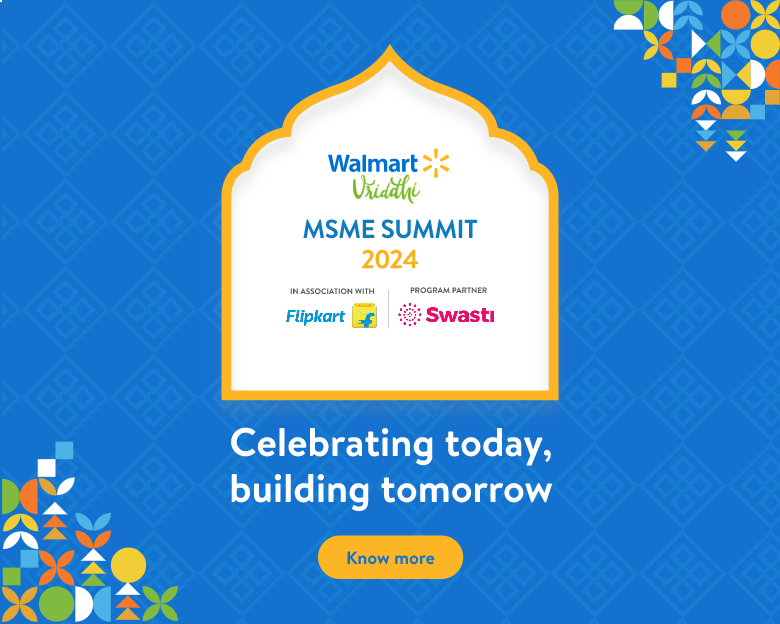 Walmart
Vriddhi
MSME SUMMIT
2024
IN ASSOCIATION WITH
Flipkart
PROGRAM PARTNER
Swasti
Celebrating today,
building tomorrow
Know more